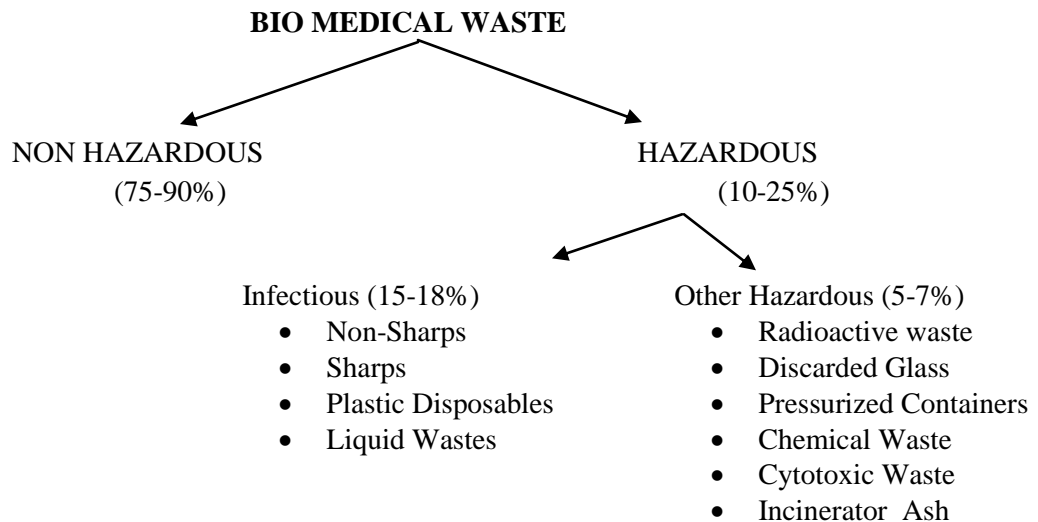 BIO MEDICAL WASTE
NON HAZARDOUS
(75-90%)
HAZARDOUS
(10-25%)
Infectious (15-18%)
• Non-Sharps
• Sharps
• Plastic Disposables
• Liquid Wastes
Other Hazardous (5-7%)
• Radioactive waste
• Discarded Glass
• Pressurized Containers
• Chemical Waste
• Cytotoxic Waste
• Incinerator Ash